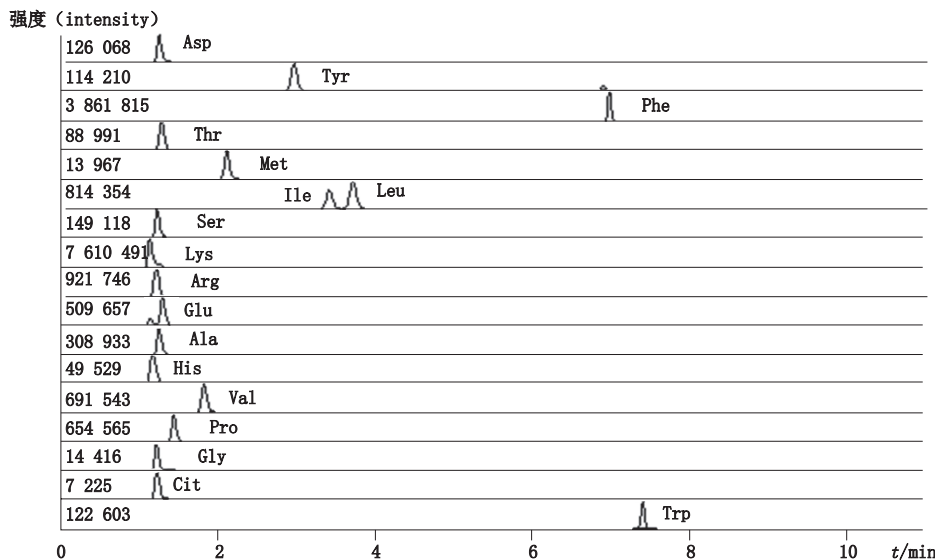 强度（intensity）
126 068 Asp
114 210 Tyr
3 861 815 Phe
88 991 Thr
13 967 Met
814 354 Ile Leu
149 118 Ser
7 610 491 Lys
921 746 Arg
509 657 Glu
308 933 Ala
49 529 His
691 543 Val
654 565 Pro
14 416 Gly
7 225 Cit
122 603 Trp
0 2 4 6 8 10 t/min